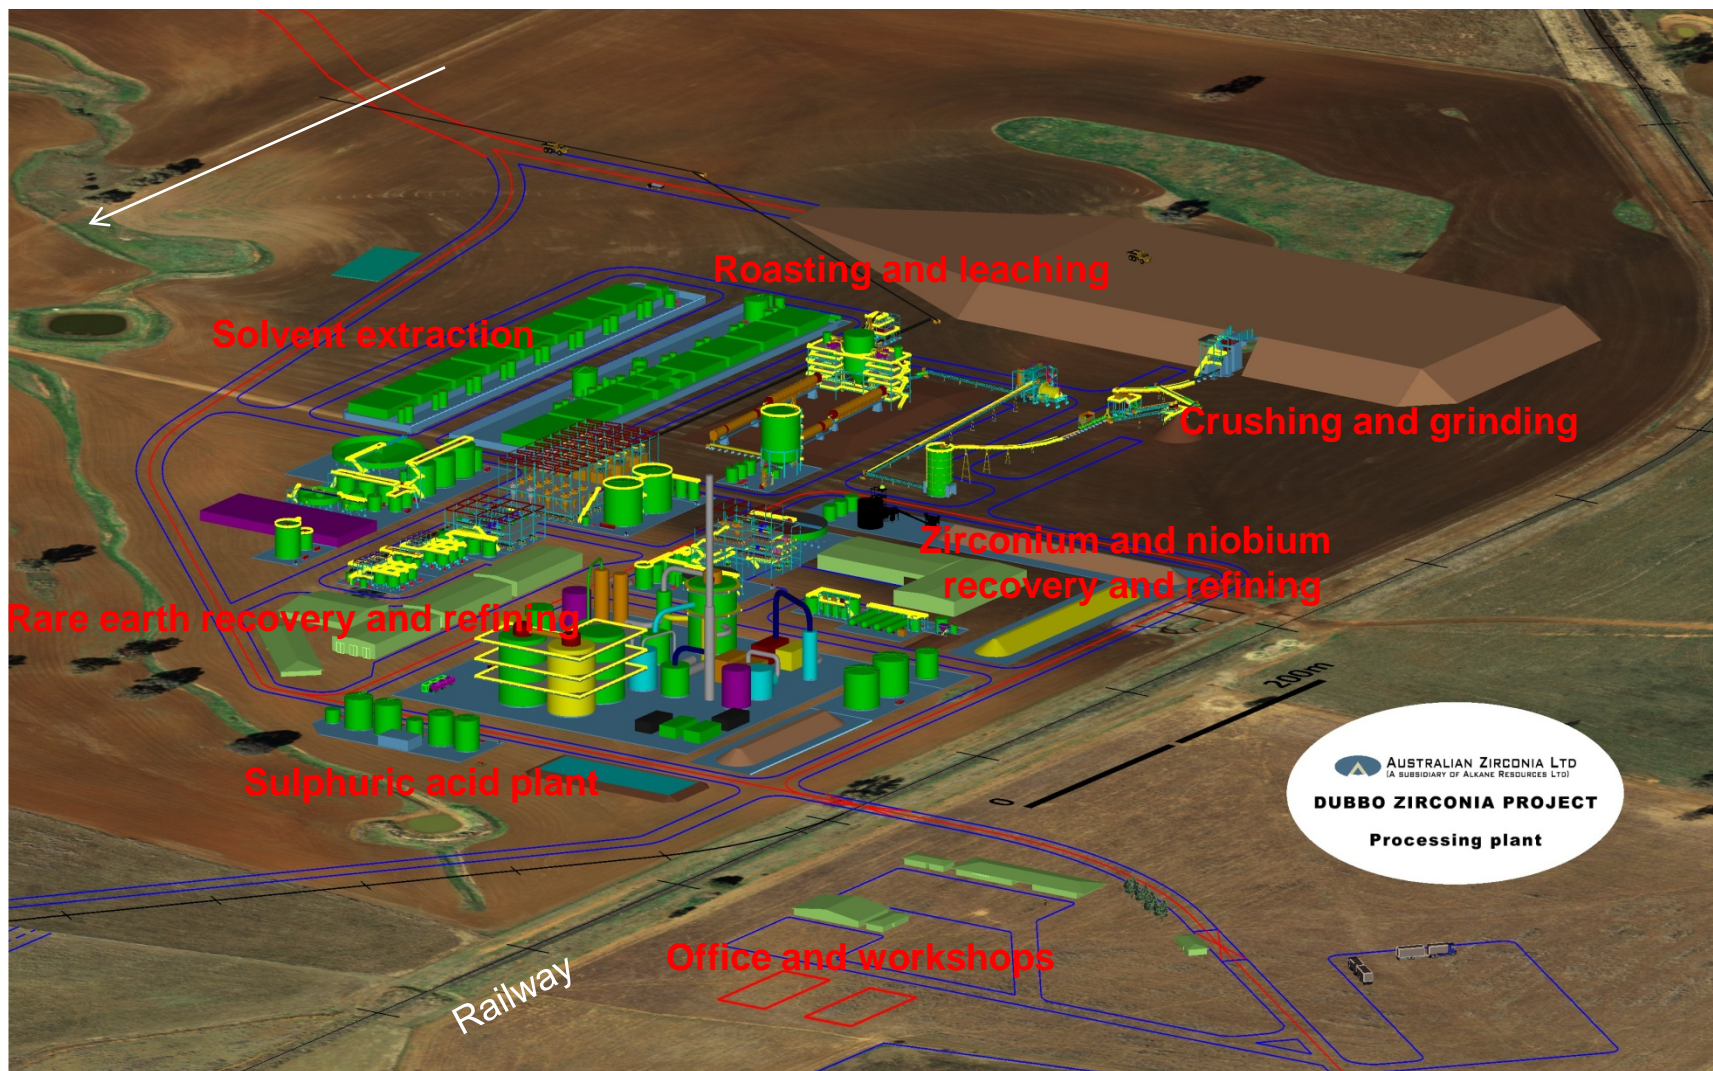 Roasting and leaching
Solvent extraction
Crushing and grinding
Zirconium and niobium
recovery and refining
Rare earth recovery and refining
200m
0
Sulphuric acid plant
AUSTRALIAN ZIRCONIA LTD
(A SUBSIDIARY OF ALKANE RESOURCES LTD)
DUBBO ZIRCONIA PROJECT
Processing plant
Office and workshops
Railway